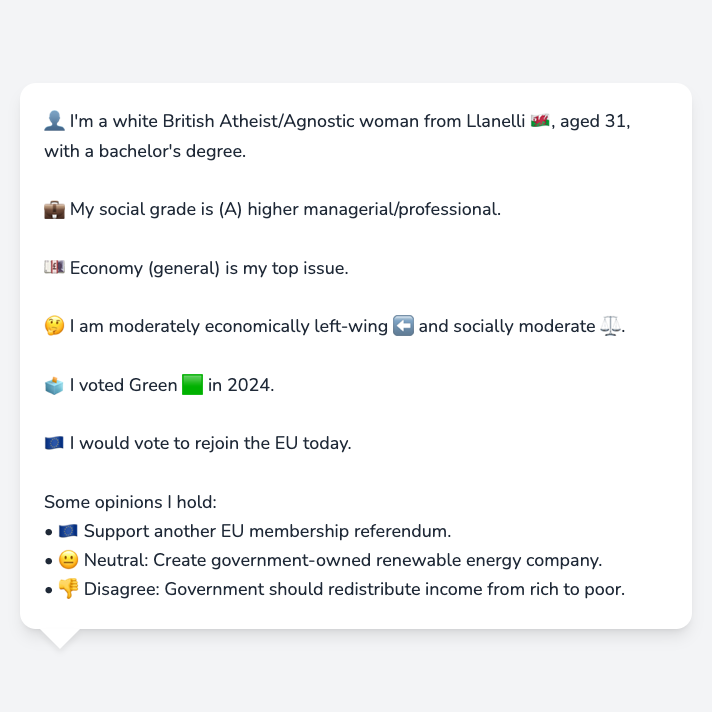 👤 I'm a white British Atheist/Agnostic woman from Llanelli 🏴󠁧󠁢󠁷󠁬󠁳󠁿, aged 31,
with a bachelor's degree.
💼 My social grade is (A) higher managerial/professional.
💷 Economy (general) is my top issue.
🤔 I am moderately economically left-wing ⬅️ and socially moderate ⚖️.
🗳️ I voted Green 🟩 in 2024.
🇪🇺 I would vote to rejoin the EU today.
Some opinions I hold:
• 🇪🇺 Support another EU membership referendum.
• 😐 Neutral: Create government-owned renewable energy company.
• 👎 Disagree: Government should redistribute income from rich to poor.